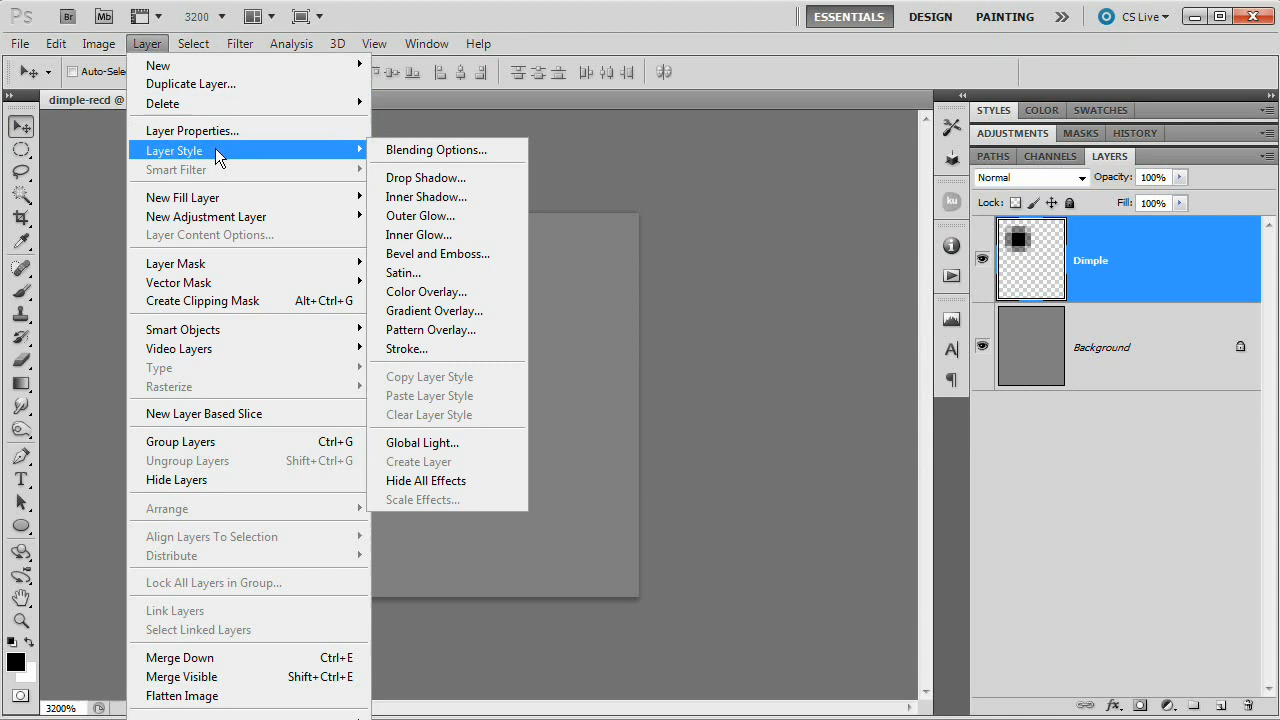 Ps Br Mb 3200 ESSENTIALS DESIGN PAINTING CS Live
File Edit Image Layer Select Filter Analysis 3D View Window Help
Auto-Sele
dimple-recd @
New
Duplicate Layer...
Delete
Layer Properties...
Layer Style
Smart Filter
New Fill Layer
New Adjustment Layer
Layer Content Options...
Layer Mask
Vector Mask
Create Clipping Mask Alt+Ctrl+G
Smart Objects
Video Layers
Type
Rasterize
New Layer Based Slice
Group Layers Ctrl+G
Ungroup Layers Shift+Ctrl+G
Hide Layers
Arrange
Align Layers To Selection
Distribute
Lock All Layers in Group...
Link Layers
Select Linked Layers
Merge Down Ctrl+E
Merge Visible Shift+Ctrl+E
Flatten Image
Blending Options...
Drop Shadow...
Inner Shadow...
Outer Glow...
Inner Glow...
Bevel and Emboss...
Satin...
Color Overlay...
Gradient Overlay...
Pattern Overlay...
Stroke...
Copy Layer Style
Paste Layer Style
Clear Layer Style
Global Light...
Create Layer
Hide All Effects
Scale Effects...
STYLES COLOR SWATCHES
ADJUSTMENTS MASKS HISTORY
PATHS CHANNELS LAYERS
Normal Opacity: 100%
Lock: Fill: 100%
Dimple
Background
ku
3200%